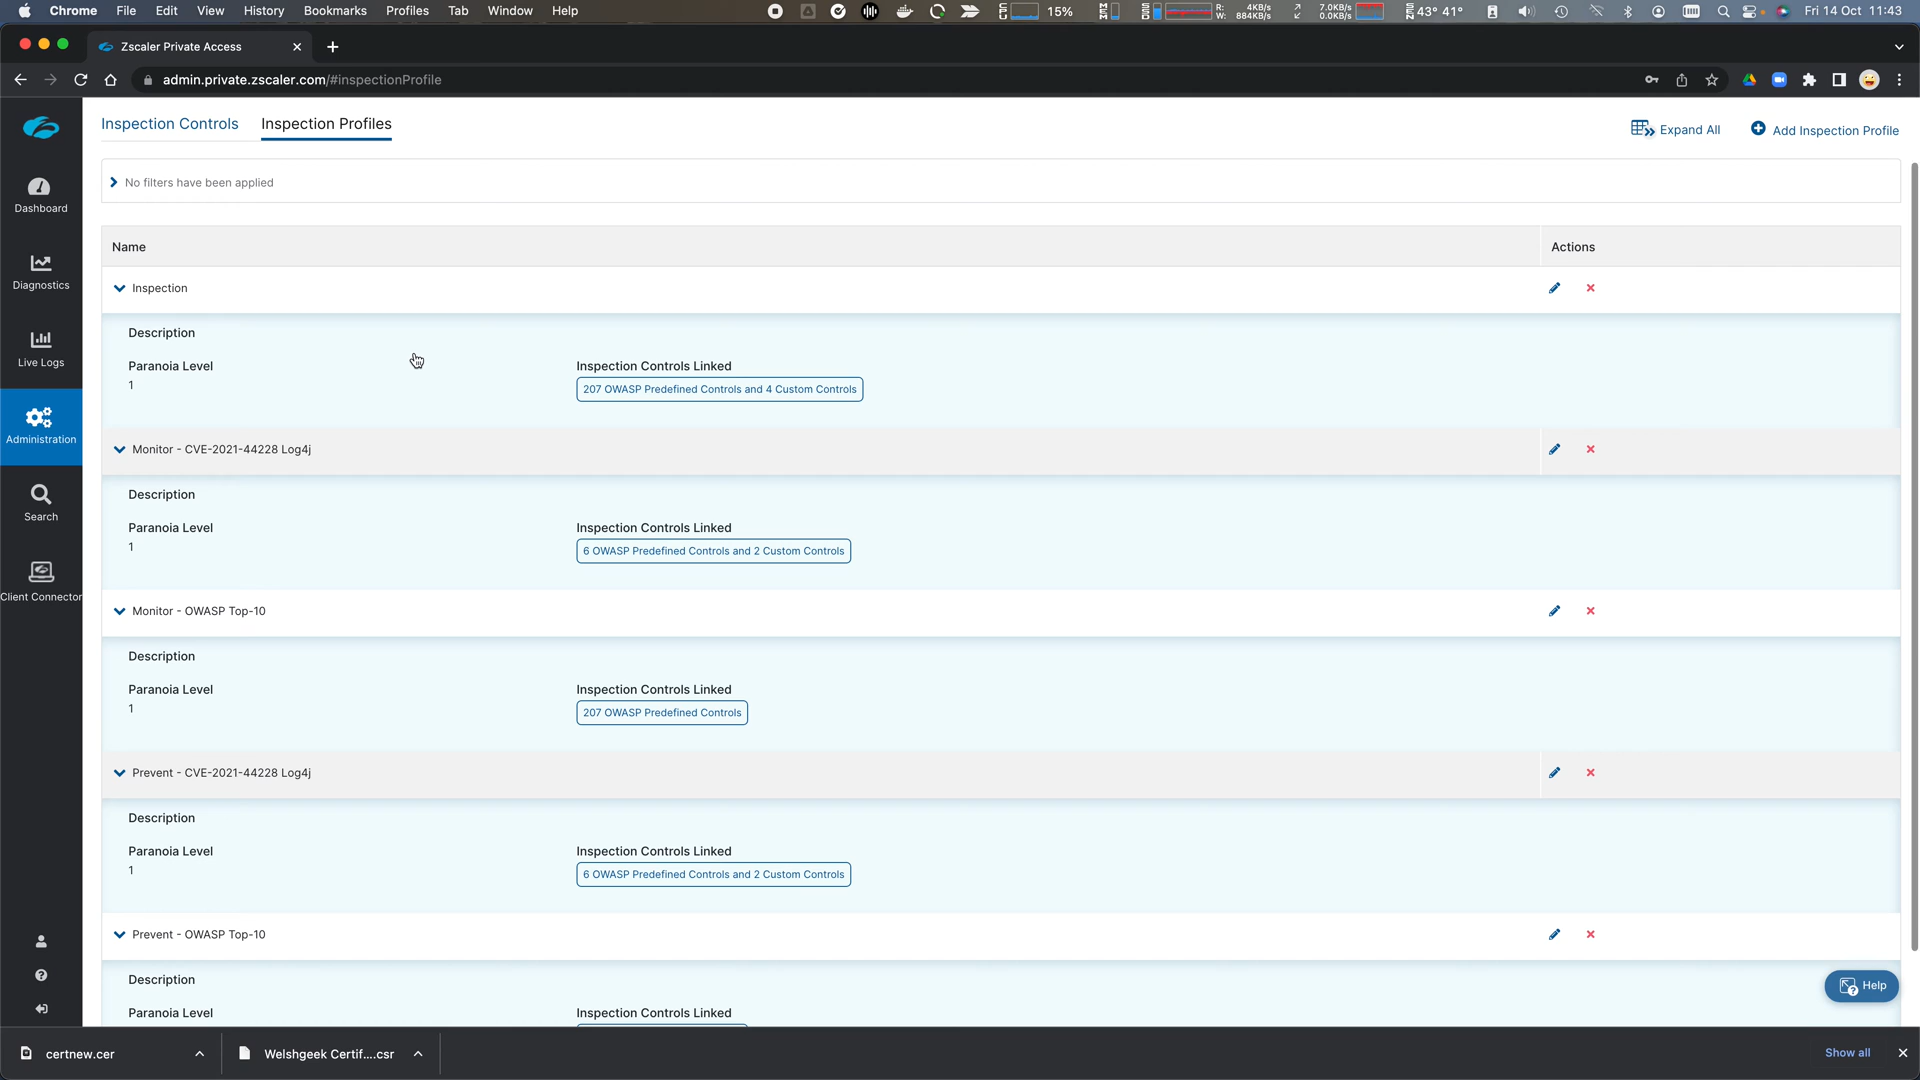 Chrome File Edit View History Bookmarks Profiles Tab Window Help 15% R: 4KB/s W: 884KB/s 7.0KB/s 0.0KB/s 43° 41° Fri 14 Oct 11:43
Zscaler Private Access
admin.private.zscaler.com/#inspectionProfile
Inspection Controls Inspection Profiles Expand All Add Inspection Profile
No filters have been applied
Dashboard
Diagnostics
Live Logs
Administration
Search
Client Connector
Name Actions
Inspection
Description
Paranoia Level Inspection Controls Linked
1 207 OWASP Predefined Controls and 4 Custom Controls
Monitor - CVE-2021-44228 Log4j
Description
Paranoia Level Inspection Controls Linked
1 6 OWASP Predefined Controls and 2 Custom Controls
Monitor - OWASP Top-10
Description
Paranoia Level Inspection Controls Linked
1 207 OWASP Predefined Controls
Prevent - CVE-2021-44228 Log4j
Description
Paranoia Level Inspection Controls Linked
1 6 OWASP Predefined Controls and 2 Custom Controls
Prevent - OWASP Top-10
Description
Paranoia Level Inspection Controls Linked
Help
certnew.cer Welshgeek Certif....csr Show all